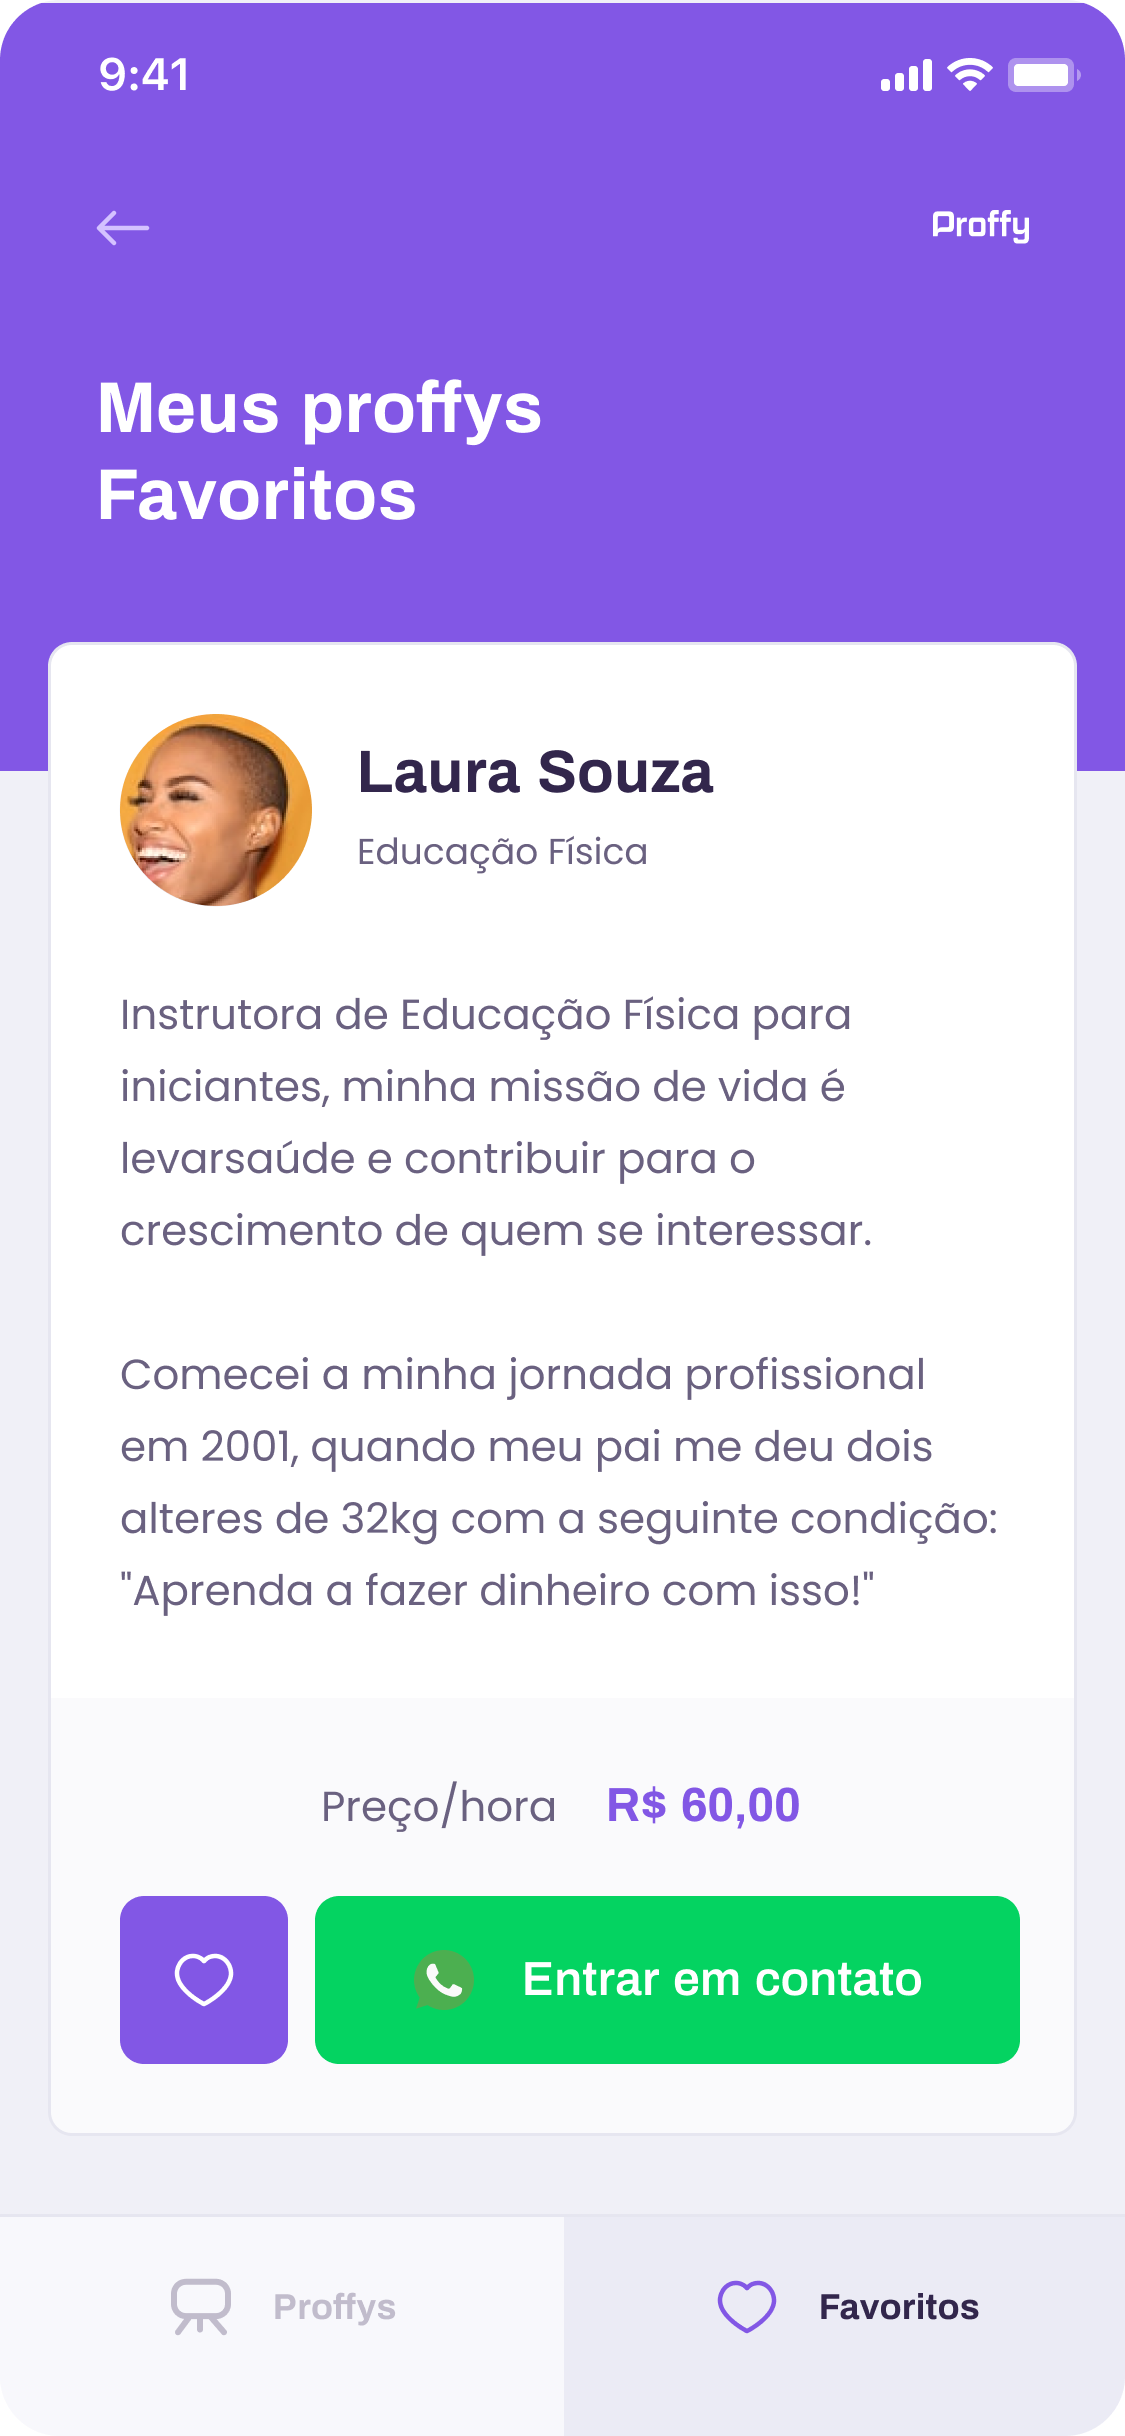 9:41
Proffy
Meus proffys
Favoritos
Laura Souza
Educação Física
Instrutora de Educação Física para
iniciantes, minha missão de vida é
levarsaúde e contribuir para o
crescimento de quem se interessar.
Comecei a minha jornada profissional
em 2001, quando meu pai me deu dois
alteres de 32kg com a seguinte condição:
"Aprenda a fazer dinheiro com isso!"
Preço/hora R$ 60,00
Entrar em contato
Proffys Favoritos